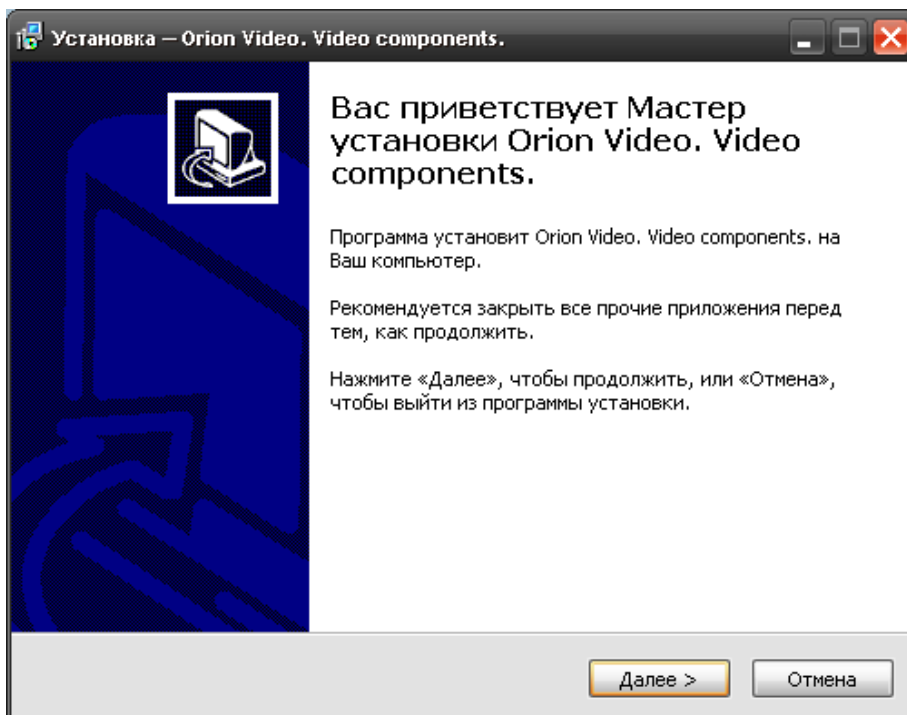 Установка — Orion Video. Video components.
Вас приветствует Мастер
установки Orion Video. Video
components.
Программа установит Orion Video. Video components. на
Ваш компьютер.
Рекомендуется закрыть все прочие приложения перед
тем, как продолжить.
Нажмите «Далее», чтобы продолжить, или «Отмена»,
чтобы выйти из программы установки.
Далее >
Отмена